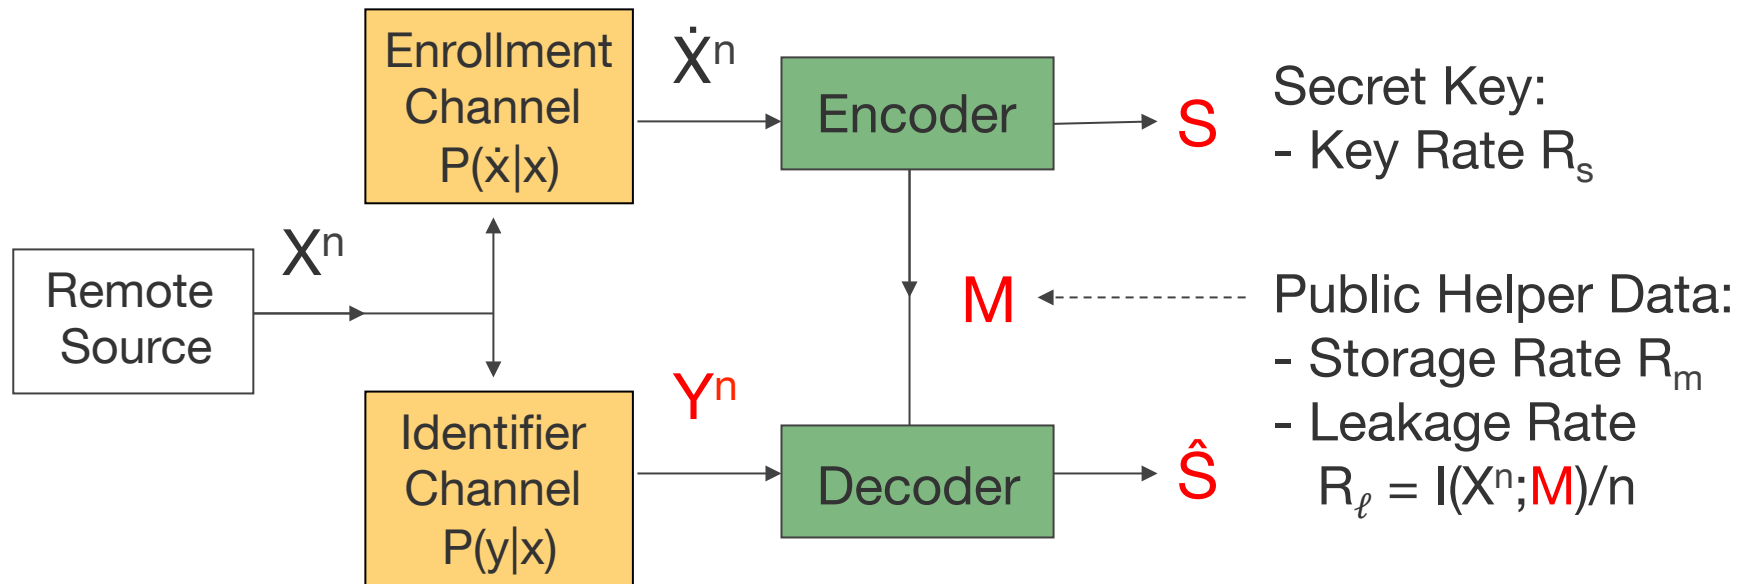 Enrollment
Channel
P(ẋ|x)
Ẋⁿ
Encoder
S
Secret Key:
- Key Rate Rₛ
Xⁿ
Remote
Source
M
Public Helper Data:
- Storage Rate Rₘ
- Leakage Rate
R_ℓ = I(Xⁿ;M)/n
Identifier
Channel
P(y|x)
Yⁿ
Decoder
Ŝ